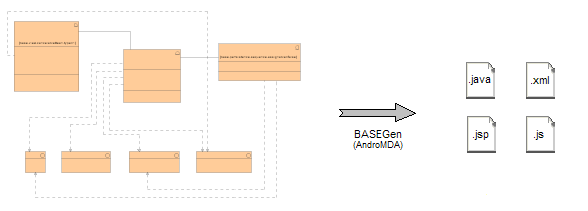 .java
.xml
BASEGen
(AndroMDA)
.jsp
.js